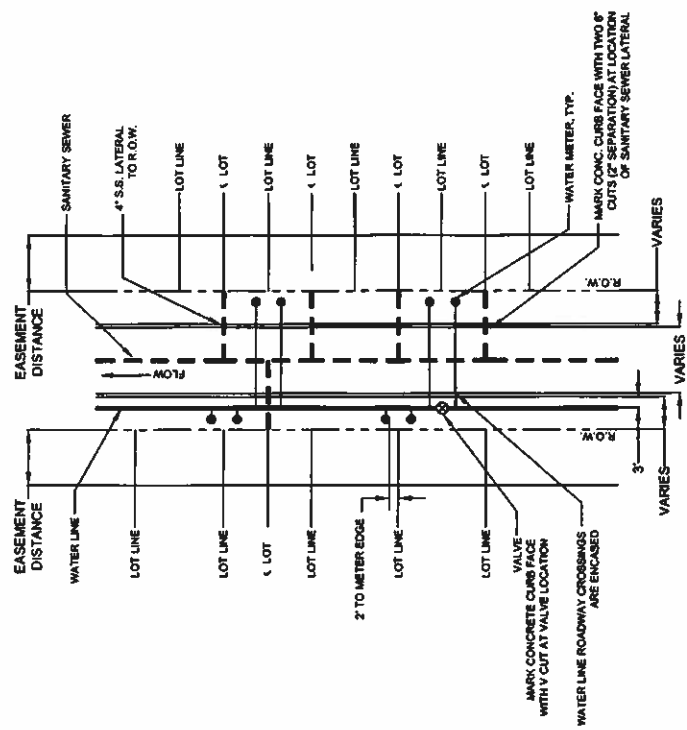 EASEMENT
DISTANCE
SANITARY SEWER
4" S.S. LATERAL
TO R.O.W.
LOT LINE
℄ LOT
LOT LINE
℄ LOT
LOT LINE
℄ LOT
LOT LINE
℄ LOT
LOT LINE
WATER METER, TYP.
MARK CONC. CURB FACE WITH TWO 6"
CUTS (2" SEPARATION) AT LOCATION
OF SANITARY SEWER LATERAL
VARIES
R.O.W.
VARIES
FLOW
EASEMENT
DISTANCE
WATER LINE
LOT LINE
LOT LINE
℄ LOT
LOT LINE
2' TO METER EDGE
LOT LINE
LOT LINE
VALVE
MARK CONCRETE CURB FACE
WITH V CUT AT VALVE LOCATION
WATER LINE ROADWAY CROSSINGS
ARE ENCASED
R.O.W.
3'
VARIES